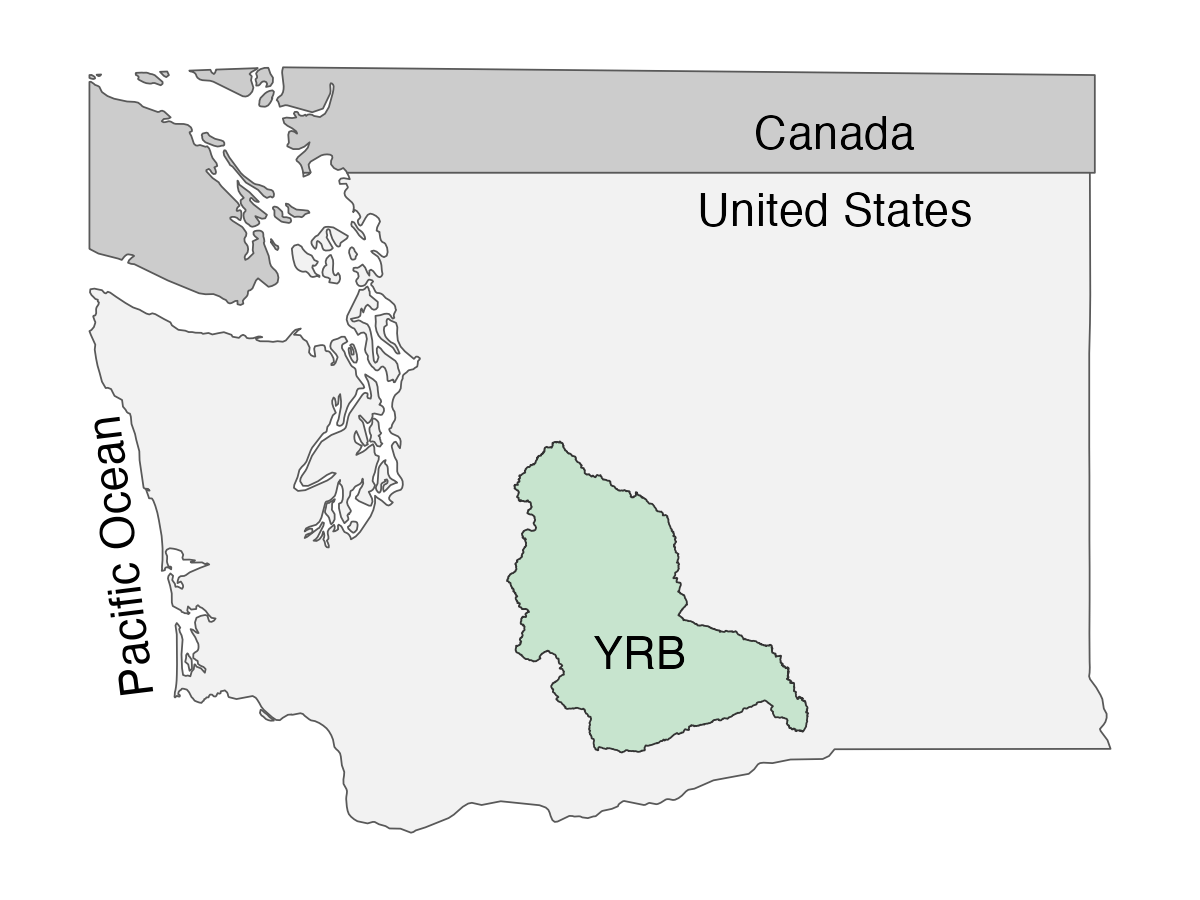 Canada
United States
Pacific Ocean
YRB